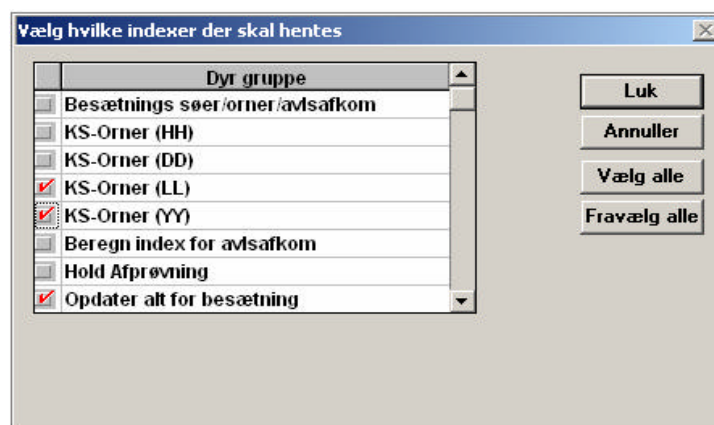 Vælg hvilke indexer der skal hentes
Dyr gruppe
Besætnings søer/orner/avlsafkom
KS-Orner (HH)
KS-Orner (DD)
KS-Orner (LL)
KS-Orner (YY)
Beregn index for avlsafkom
Hold Afprøvning
Opdater alt for besætning
Luk
Annuller
Vælg alle
Fravælg alle